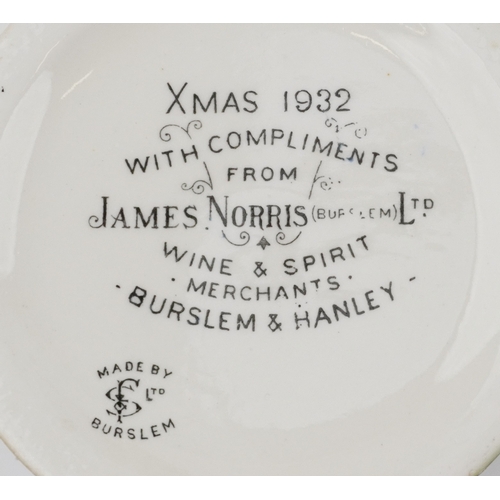 XMAS 1932
WITH COMPLIMENTS
FROM
JAMES NORRIS (BURSLEM) LTD
WINE & SPIRIT
· MERCHANTS ·
- BURSLEM & HANLEY -
MADE BY
LTD
BURSLEM